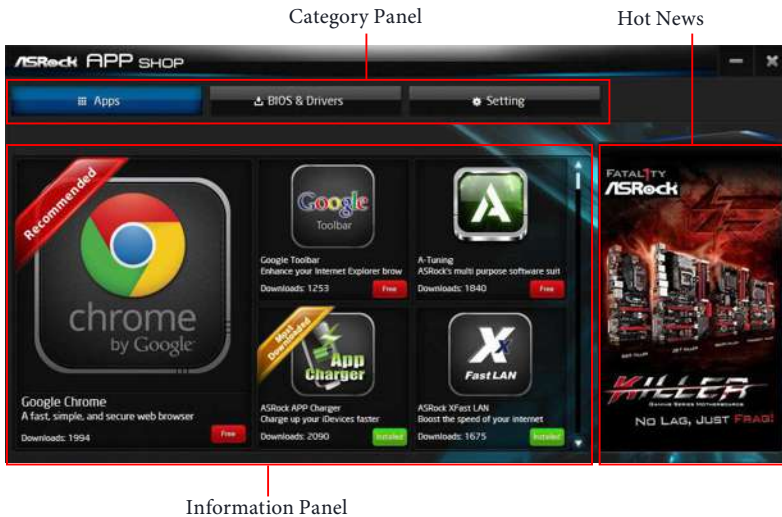 Category Panel
Hot News
ASRock APP SHOP
Apps
BIOS & Drivers
Setting
Recommended
chrome
by Google
Google Chrome
A fast, simple, and secure web browser
Downloads: 1994
Free
Google
Toolbar
Google Toolbar
Enhance your Internet Explorer brow
Downloads: 1253
Free
A-Tuning
ASRock's multi purpose software suit
Downloads: 1840
Free
Most
Downloaded
App
Charger
ASRock APP Charger
Charge up your iDevices faster
Downloads: 2090
Installed
X
Fast LAN
ASRock XFast LAN
Boost the speed of your internet
Downloads: 1675
Installed
FATAL1TY
ASRock
KILLER
GAMING SERIES MOTHERBOARDS
NO LAG, JUST FRAG!
Information Panel